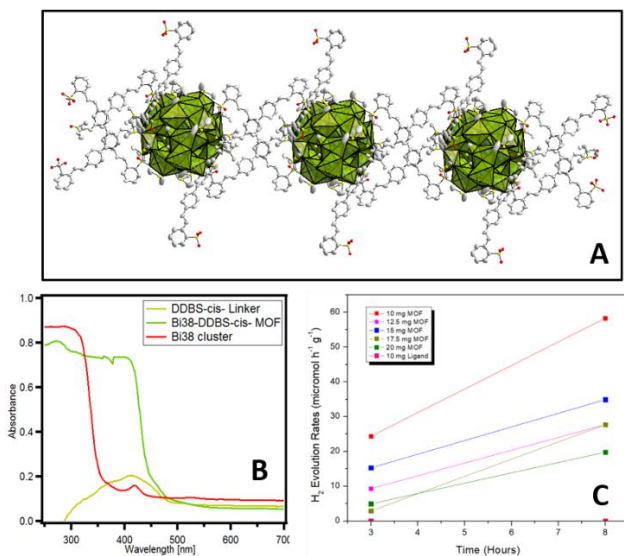 A
DDBS-cis- Linker
Bi38-DDBS-cis- MOF
Bi38 cluster
Absorbance
1.0
0.8
0.6
0.4
0.2
0.0
300
400
500
600
700
Wavelength [nm]
B
10 mg MOF
12.5 mg MOF
15 mg MOF
17.5 mg MOF
20 mg MOF
10 mg Ligand
H₂ Evolution Rates (micromol h⁻¹ g⁻¹)
60
50
40
30
20
10
0
3
4
5
6
7
8
Time (Hours)
C